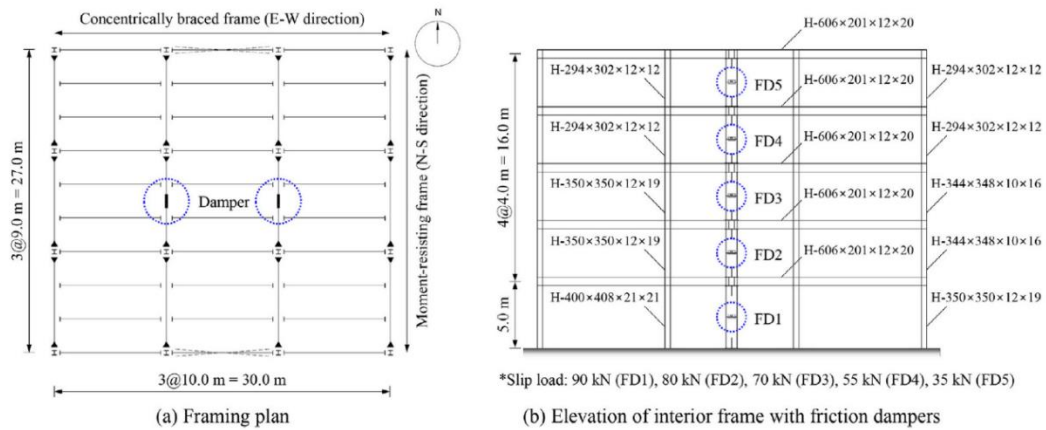 Concentrically braced frame (E-W direction)
N
3@9.0 m = 27.0 m
Damper
Moment-resisting frame (N-S direction)
3@10.0 m = 30.0 m
(a) Framing plan
H-606×201×12×20
H-294×302×12×12
FD5
H-606×201×12×20
H-294×302×12×12
H-294×302×12×12
FD4
H-606×201×12×20
H-294×302×12×12
4@4.0 m = 16.0 m
H-350×350×12×19
FD3
H-606×201×12×20
H-344×348×10×16
H-350×350×12×19
FD2
H-606×201×12×20
H-344×348×10×16
5.0 m
H-400×408×21×21
FD1
H-350×350×12×19
*Slip load: 90 kN (FD1), 80 kN (FD2), 70 kN (FD3), 55 kN (FD4), 35 kN (FD5)
(b) Elevation of interior frame with friction dampers